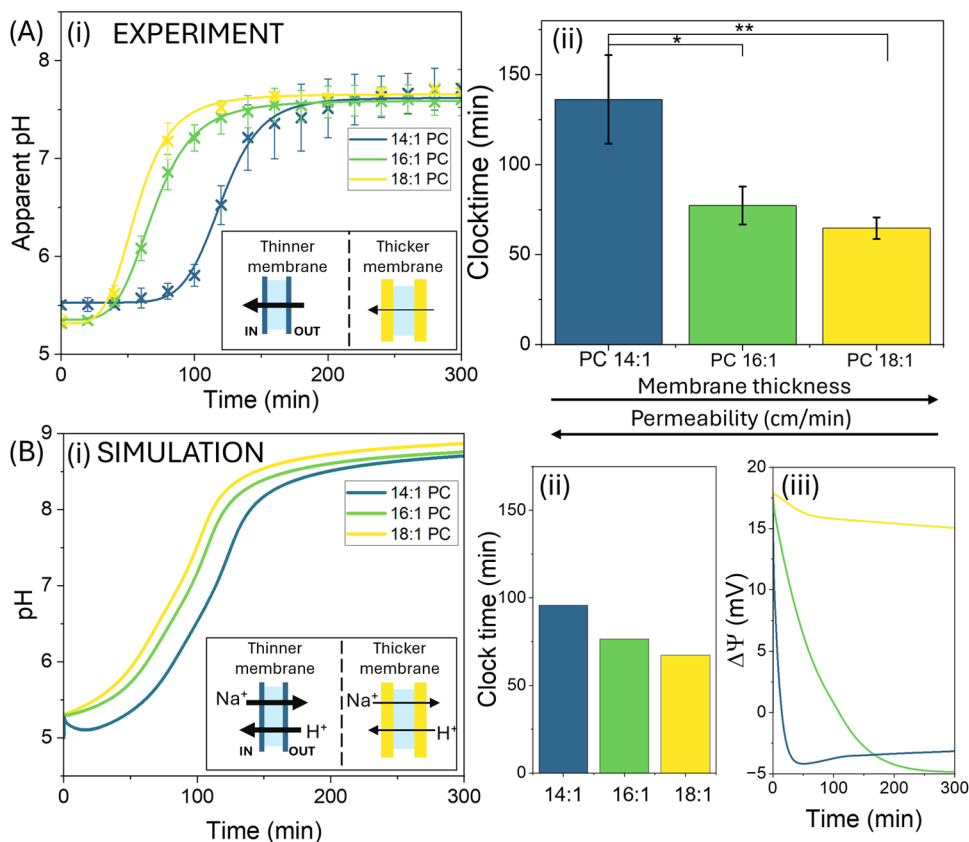 (A) (i) EXPERIMENT
8
7
6
5
Apparent pH
14:1 PC
16:1 PC
18:1 PC
Thinner membrane
Thicker membrane
IN OUT
0 50 100 150 200 250 300
Time (min)
(ii)
* **
150
100
50
0
Clocktime (min)
PC 14:1 PC 16:1 PC 18:1
Membrane thickness
Permeability (cm/min)
(B) (i) SIMULATION
9
8
7
6
5
pH
14:1 PC
16:1 PC
18:1 PC
Thinner membrane
Thicker membrane
Na⁺ Na⁺
H⁺ H⁺
IN OUT
0 100 200 300
Time (min)
(ii)
150
100
50
0
Clock time (min)
14:1 16:1 18:1
(iii)
20
15
10
5
0
−5
ΔΨ (mV)
0 100 200 300
Time (min)